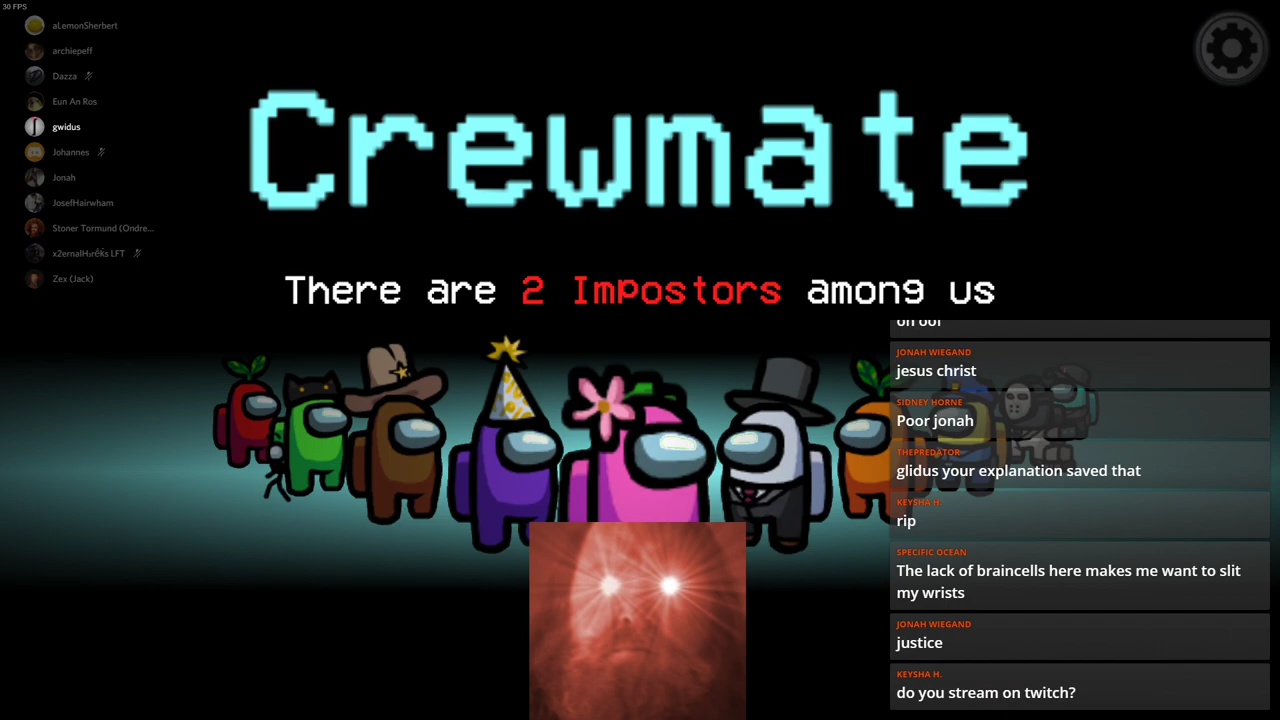 30 FPS
aLemonSherbert
archiepeff
Dazza
Eun An Ros
gwidus
Johannes
Jonah
JosefHairwham
Stoner Tormund (Ondre...
LFT
Zex (Jack)
Crewmate
There are 2 Impostors among us
JONAH WIEGAND
jesus christ
SIDNEY HORNE
Poor jonah
THEPREDATOR
glidus your explanation saved that
KEYSHA H.
rip
SPECIFIC OCEAN
The lack of braincells here makes me want to slit
my wrists
JONAH WIEGAND
justice
KEYSHA H.
do you stream on twitch?